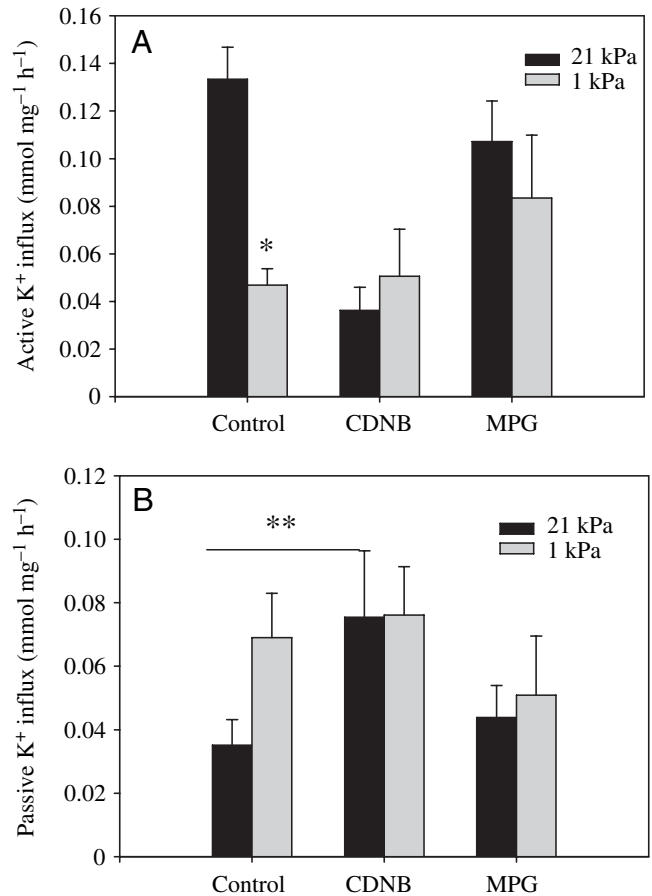 A
0.16
0.14
0.12
0.10
0.08
0.06
0.04
0.02
0
Active K⁺ influx (mmol mg⁻¹ h⁻¹)
21 kPa
1 kPa
*
Control CDNB MPG
B
0.12
0.10
0.08
0.06
0.04
0.02
0
Passive K⁺ influx (mmol mg⁻¹ h⁻¹)
**
21 kPa
1 kPa
Control CDNB MPG